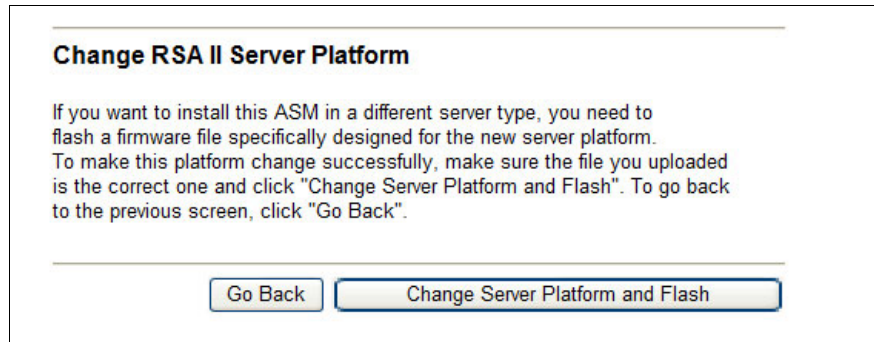 Change RSA II Server Platform
If you want to install this ASM in a different server type, you need to
flash a firmware file specifically designed for the new server platform.
To make this platform change successfully, make sure the file you uploaded
is the correct one and click "Change Server Platform and Flash". To go back
to the previous screen, click "Go Back".
Go Back Change Server Platform and Flash